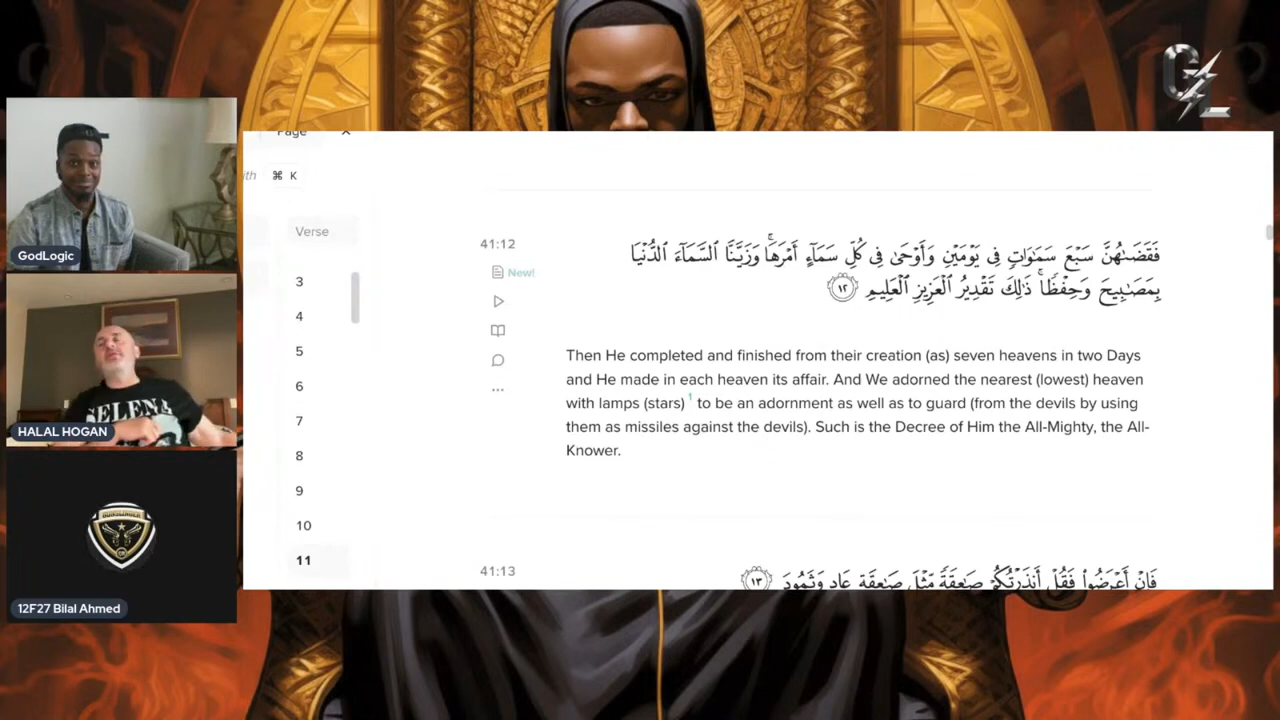 GL
GodLogic
SELENA
HALAL HOGAN
GUNSLINGER
12F27 Bilal Ahmed
Page
ith ⌘ K
Verse
3
4
5
6
7
8
9
10
11
41:12
New!
فَقَضَىٰهُنَّ سَبْعَ سَمَـٰوَاتٍۢ فِى يَوْمَيْنِ وَأَوْحَىٰ فِى كُلِّ سَمَآءٍ أَمْرَهَا ۚ وَزَيَّنَّا ٱلسَّمَآءَ ٱلدُّنْيَا
بِمَصَـٰبِيحَ وَحِفْظًۭا ۚ ذَٰلِكَ تَقْدِيرُ ٱلْعَزِيزِ ٱلْعَلِيمِ ١٢
Then He completed and finished from their creation (as) seven heavens in two Days
and He made in each heaven its affair. And We adorned the nearest (lowest) heaven
with lamps (stars) 1 to be an adornment as well as to guard (from the devils by using
them as missiles against the devils). Such is the Decree of Him the All-Mighty, the All-
Knower.
41:13
فَإِنْ أَعْرَضُوا۟ فَقُلْ أَنذَرْتُكُمْ صَـٰعِقَةًۭ مِّثْلَ صَـٰعِقَةِ عَادٍۢ وَثَمُودَ ١٣